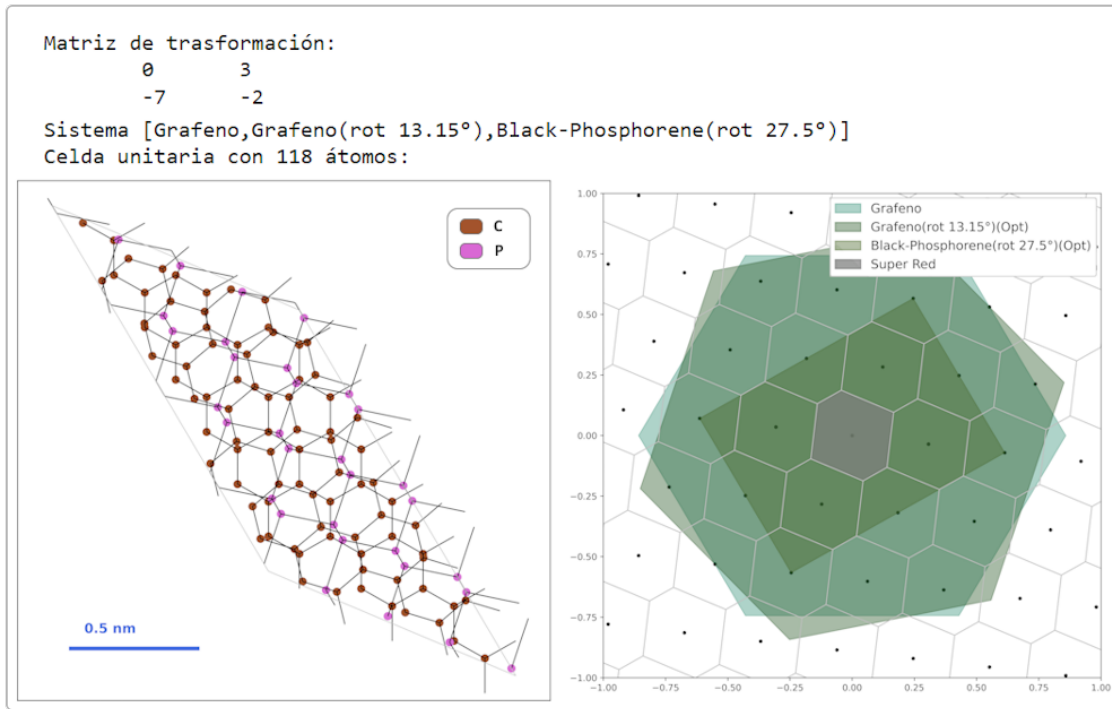 Matriz de trasformación:
0 3
-7 -2
Sistema [Grafeno,Grafeno(rot 13.15°),Black-Phosphorene(rot 27.5°)]
Celda unitaria con 118 átomos:
C
P
0.5 nm
1.00
0.75
0.50
0.25
0.00
−0.25
−0.50
−0.75
−1.00
−1.00 −0.75 −0.50 −0.25 0.00 0.25 0.50 0.75 1.00
Grafeno
Grafeno(rot 13.15°)(Opt)
Black-Phosphorene(rot 27.5°)(Opt)
Super Red